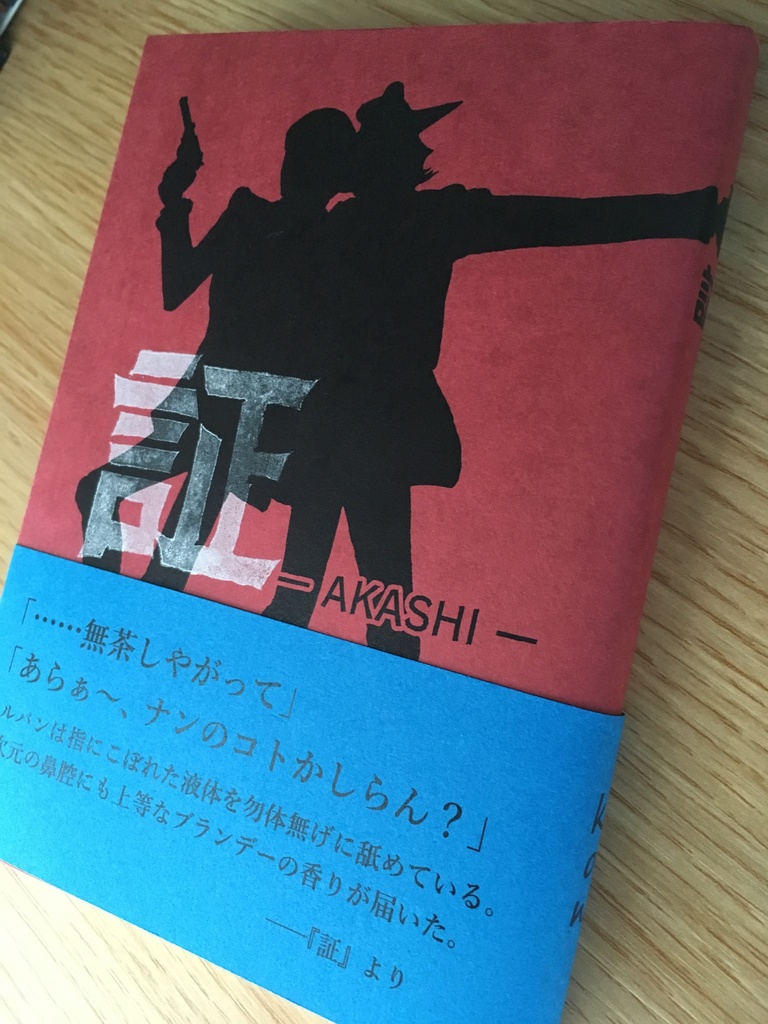 証
— AKASHI —
「……無茶しやがって」
「あらぁ〜、ナンのコトかしらん？」
ルパンは指にこぼれた液体を勿体無げに舐めている。
次元の鼻腔にも上等なブランデーの香りが届いた。
——『証』より
証
kon